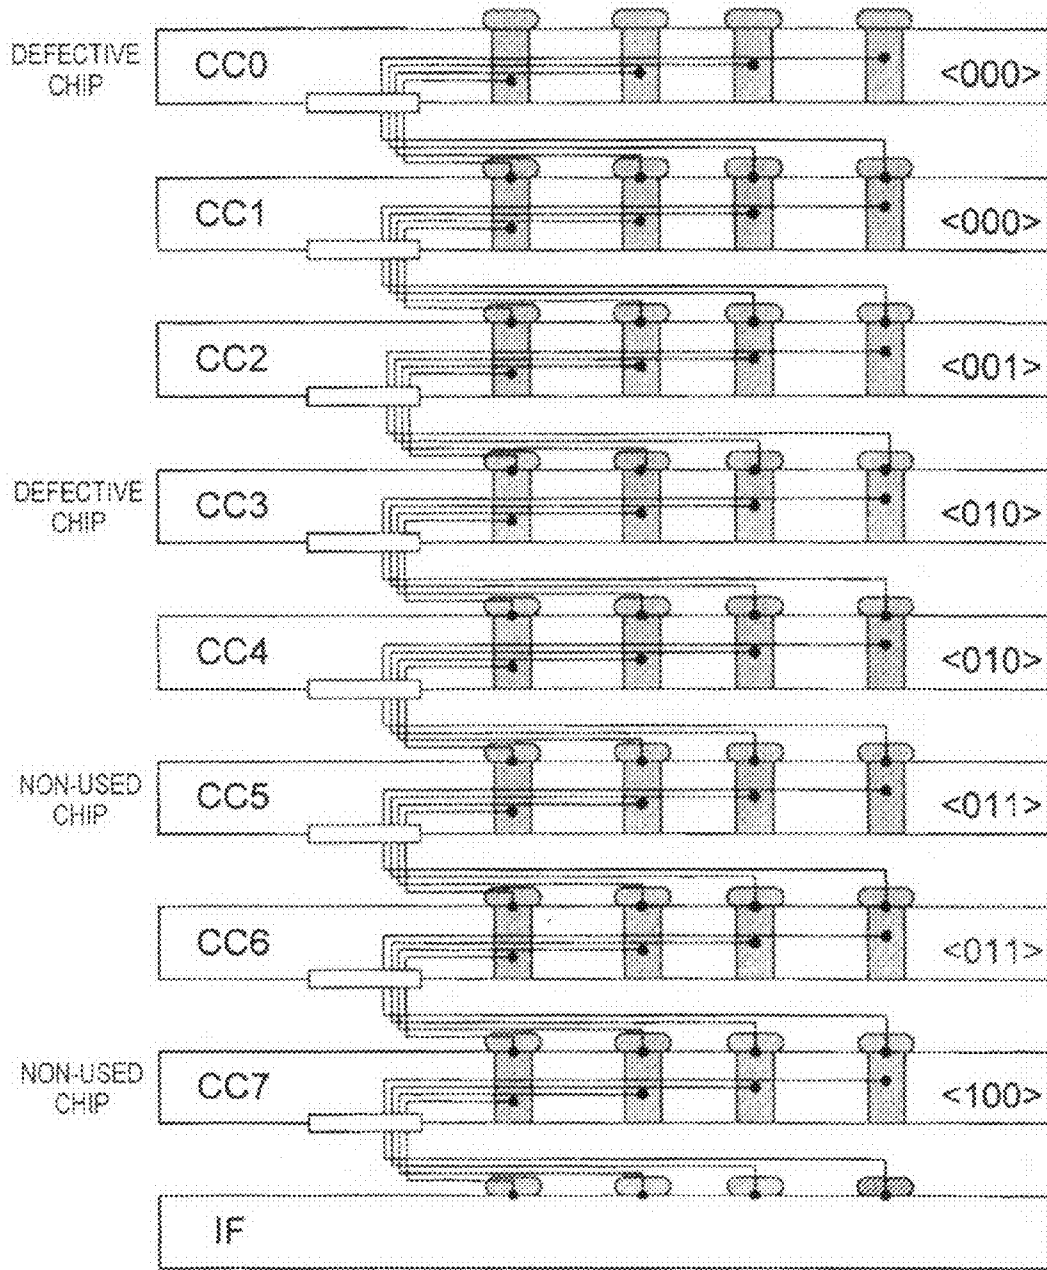 DEFECTIVE
CHIP
CC0
<000>
CC1
<000>
CC2
<001>
DEFECTIVE
CHIP
CC3
<010>
CC4
<010>
NON-USED
CHIP
CC5
<011>
CC6
<011>
NON-USED
CHIP
CC7
<100>
IF